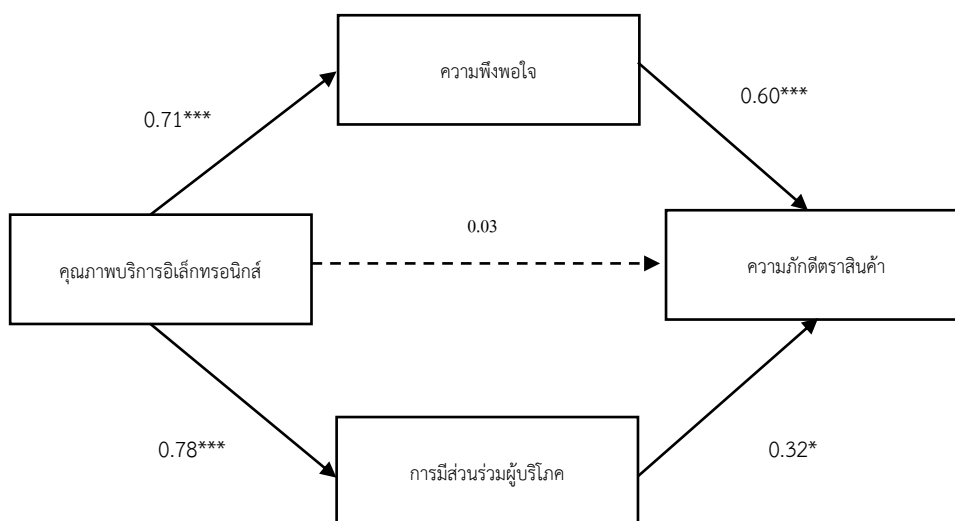 ความพึงพอใจ
0.71***
0.60***
คุณภาพบริการอิเล็กทรอนิกส์
0.03
ความภักดีตราสินค้า
0.78***
การมีส่วนร่วมผู้บริโภค
0.32*